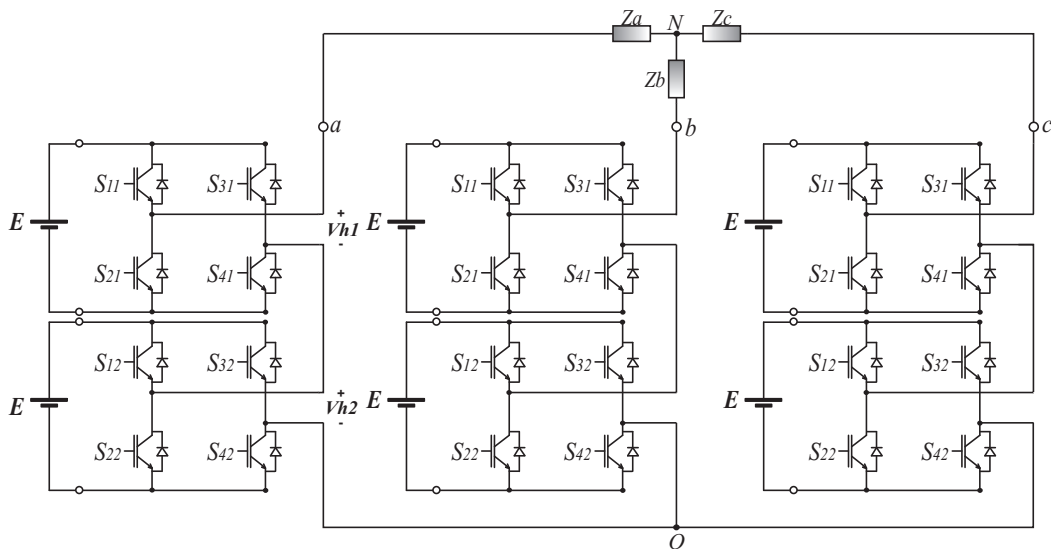 Za N Zc
Zb
a b c
S11 S31 S11 S31 S11 S31
E + Vh1 - E E
S21 S41 S21 S41 S21 S41
S12 S32 S12 S32 S12 S32
E + Vh2 - E E
S22 S42 S22 S42 S22 S42
O